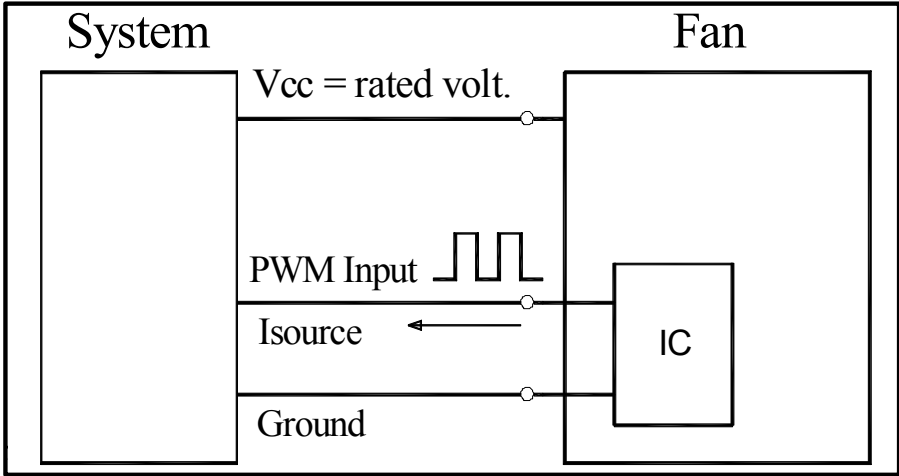 System
Fan
Vcc = rated volt.
PWM Input
Isource
IC
Ground